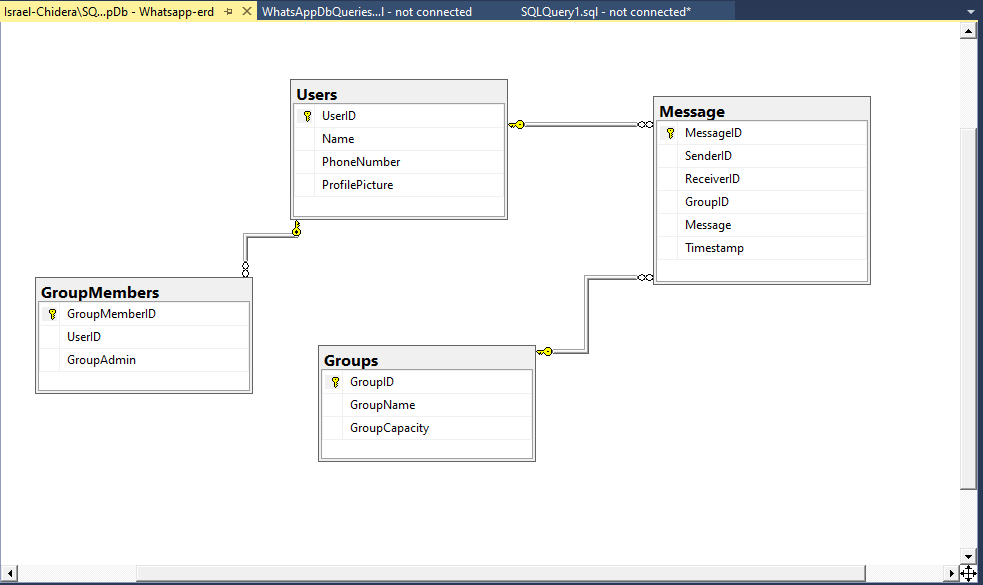 Israel-Chidera\SQ...pDb - Whatsapp-erd
WhatsAppDbQueries...l - not connected
SQLQuery1.sql - not connected*
Users
UserID
Name
PhoneNumber
ProfilePicture
Message
MessageID
SenderID
ReceiverID
GroupID
Message
Timestamp
GroupMembers
GroupMemberID
UserID
GroupAdmin
Groups
GroupID
GroupName
GroupCapacity